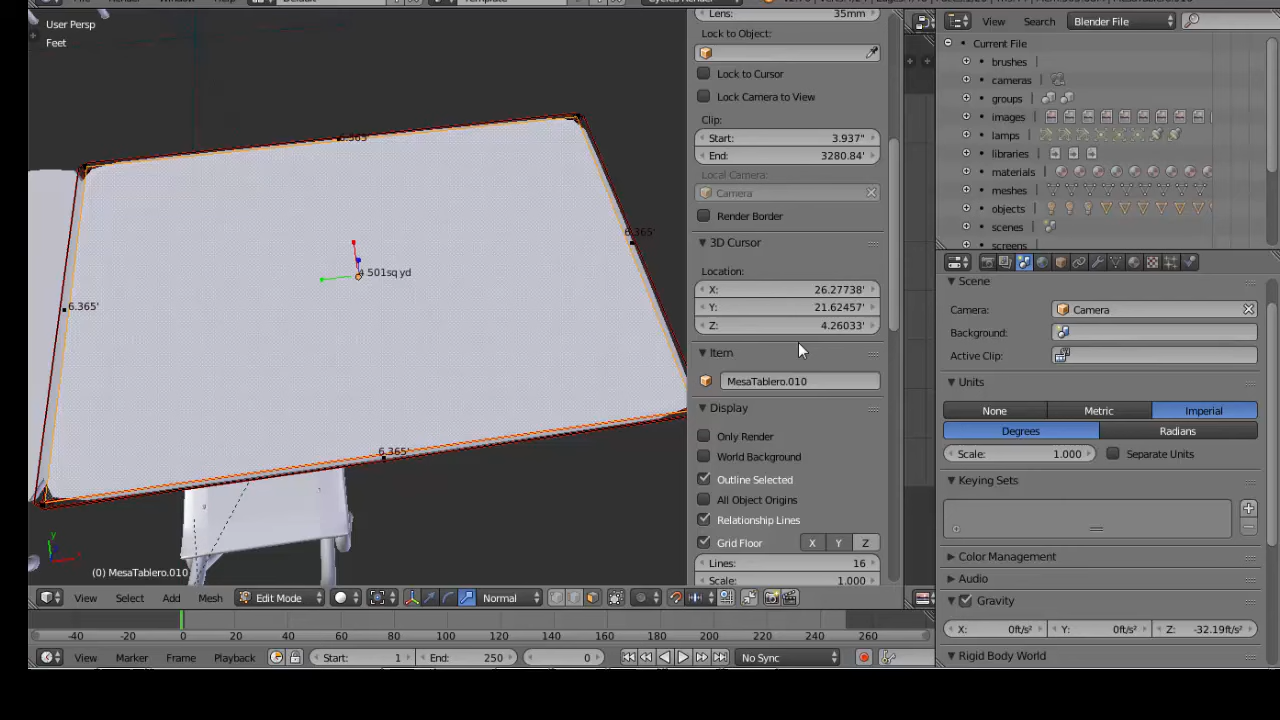 User Persp
Feet
6.365'
6.365'
6.365'
6.365'
4.501sq yd
(0) MesaTablero.010
View
Select
Add
Mesh
Edit Mode
Normal
-40
-20
0
20
40
60
80
100
120
140
160
180
200
220
240
260
View
Marker
Frame
Playback
Start: 1
End: 250
0
No Sync
Lens: 35mm
Lock to Object:
Lock to Cursor
Lock Camera to View
Clip:
Start: 3.937"
End: 3280.84'
Local Camera:
Camera
Render Border
3D Cursor
Location:
X: 26.27738'
Y: 21.62457'
Z: 4.26033'
Item
MesaTablero.010
Display
Only Render
World Background
Outline Selected
All Object Origins
Relationship Lines
Grid Floor
X
Y
Z
Lines: 16
Scale: 1.000
View
Search
Blender File
Current File
brushes
cameras
groups
images
lamps
libraries
materials
meshes
objects
scenes
screens
Scene
Camera:
Camera
Background:
Active Clip:
Units
None
Metric
Imperial
Degrees
Radians
Scale: 1.000
Separate Units
Keying Sets
Color Management
Audio
Gravity
X: 0ft/s²
Y: 0ft/s²
Z: -32.19ft/s²
Rigid Body World